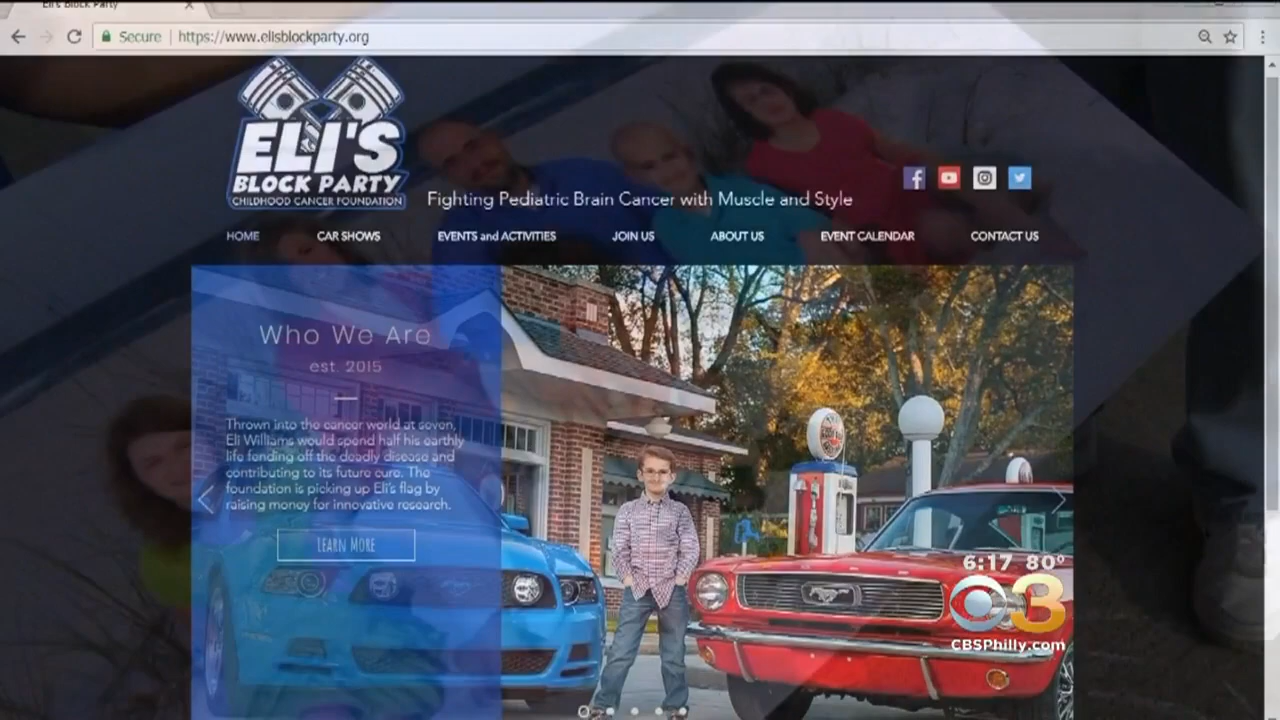 Eli's Block Party
Secure | https://www.elisblockparty.org
ELI'S
BLOCK PARTY
CHILDHOOD CANCER FOUNDATION
Fighting Pediatric Brain Cancer with Muscle and Style
HOME CAR SHOWS EVENTS and ACTIVITIES JOIN US ABOUT US EVENT CALENDAR CONTACT US
Who We Are
est. 2015
Thrown into the cancer world at seven,
Eli Williams would spend half his earthly
life fending off the deadly disease and
contributing to its future cure. The
foundation is picking up Eli's flag by
raising money for innovative research.
LEARN MORE
6:17 80°
3
CBSPhilly.com